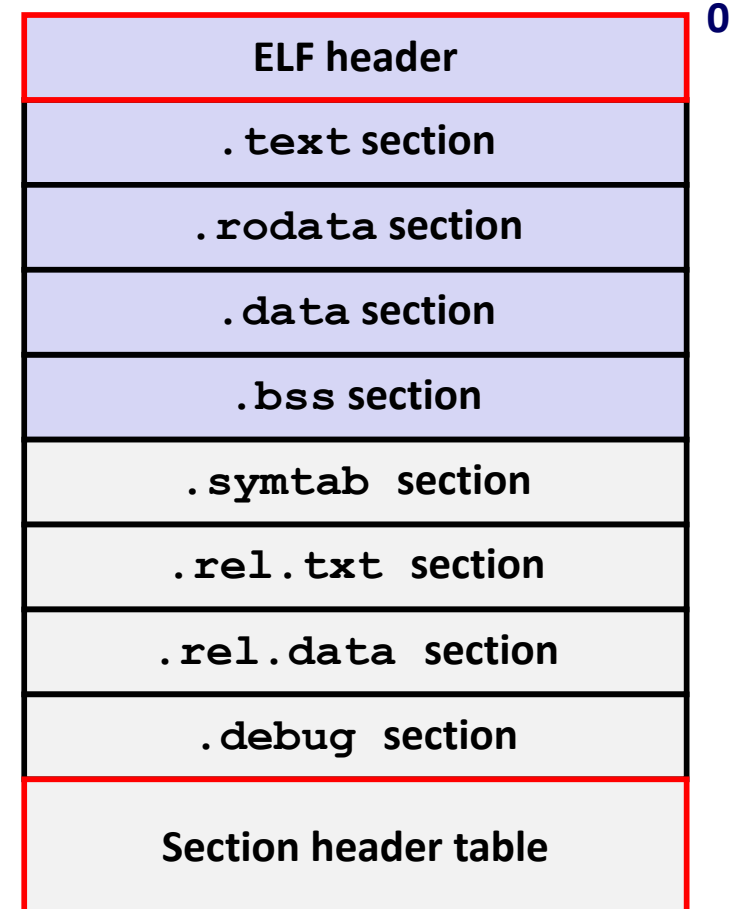 0
ELF header
.text section
.rodata section
.data section
.bss section
.symtab section
.rel.txt section
.rel.data section
.debug section
Section header table